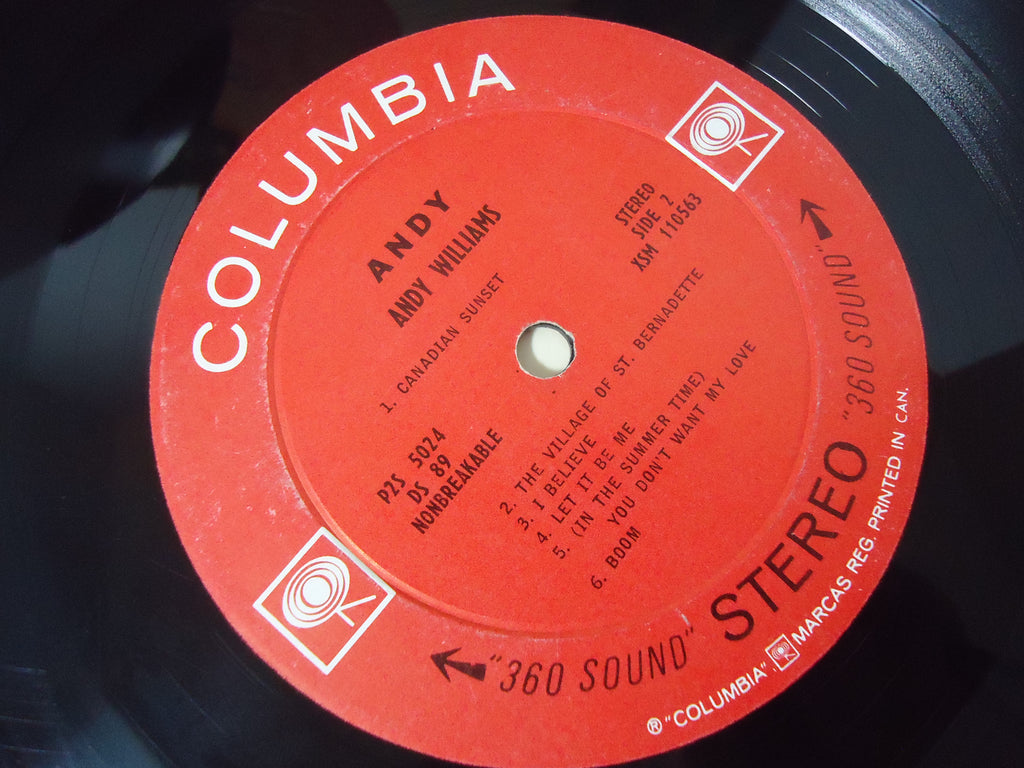 COLUMBIA
ANDY
ANDY WILLIAMS
STEREO
SIDE 2
XSM 110563
1. CANADIAN SUNSET
P2S 5024
DS 89
NONBREAKABLE
2. THE VILLAGE OF ST. BERNADETTE
3. I BELIEVE
4. LET IT BE ME
5. (IN THE SUMMER TIME)
YOU DON'T WANT MY LOVE
6. BOOM
"360 SOUND" STEREO "360 SOUND"
® "COLUMBIA". MARCAS REG. PRINTED IN CAN.